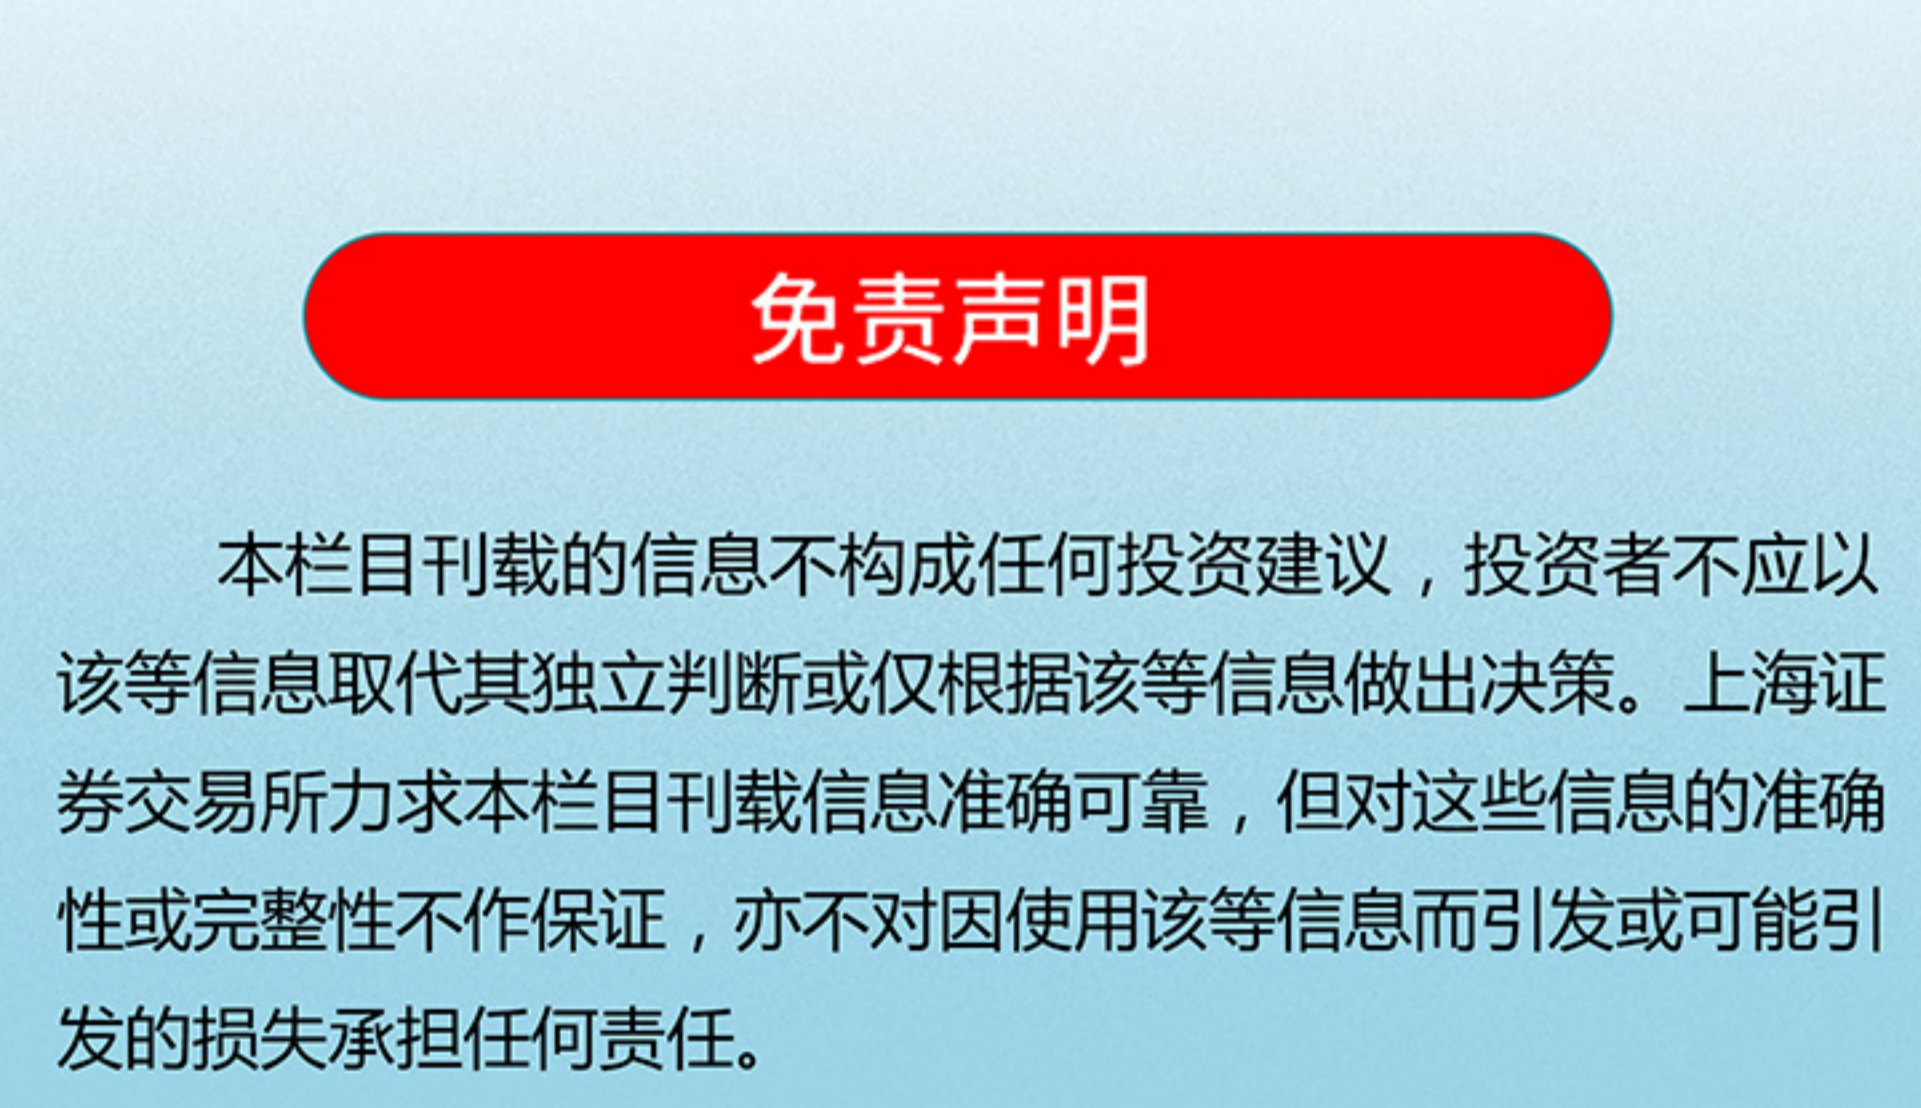 免责声明
本栏目刊载的信息不构成任何投资建议，投资者不应以
该等信息取代其独立判断或仅根据该等信息做出决策。上海证
券交易所力求本栏目刊载信息准确可靠，但对这些信息的准确
性或完整性不作保证，亦不对因使用该等信息而引发或可能引
发的损失承担任何责任。